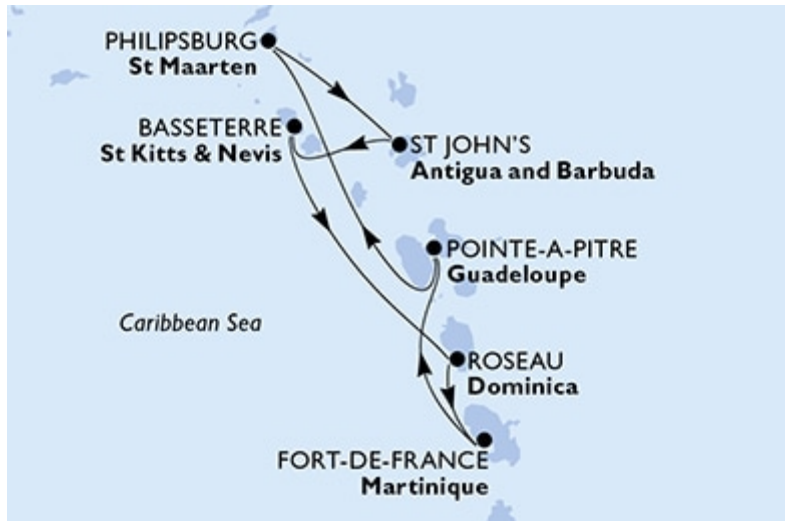 PHILIPSBURG
St Maarten
BASSETERRE
St Kitts & Nevis
ST JOHN'S
Antigua and Barbuda
POINTE-A-PITRE
Guadeloupe
Caribbean Sea
ROSEAU
Dominica
FORT-DE-FRANCE
Martinique